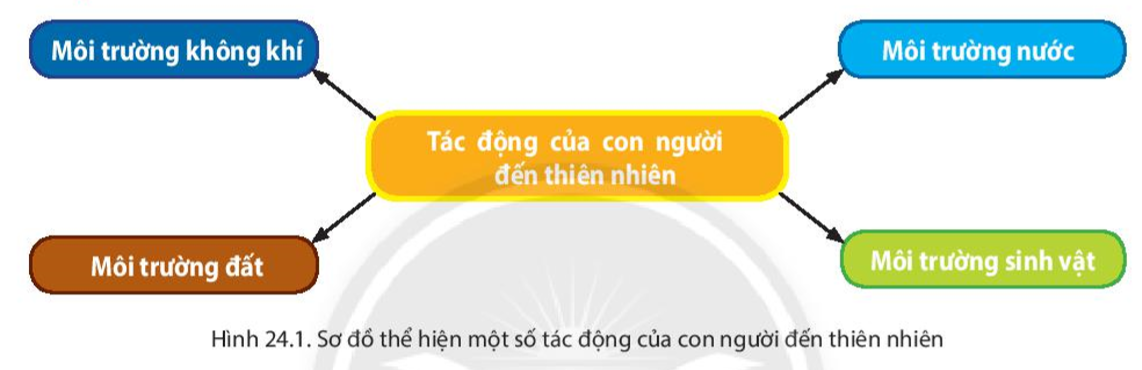 Môi trường không khí
Môi trường nước
Tác động của con người
đến thiên nhiên
Môi trường đất
Môi trường sinh vật
Hình 24.1. Sơ đồ thể hiện một số tác động của con người đến thiên nhiên